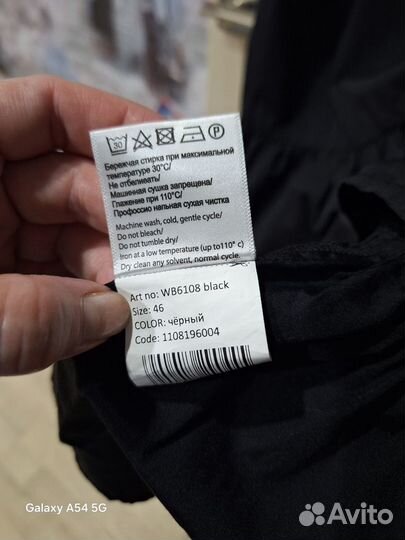 30 P
Бережная стирка при максимальной
температуре 30°С/
Не отбеливать/
Машинная сушка запрещена/
Глажение при 110°С/
Профессио нальная сухая чистка
Machine wash, cold, gentle cycle/
Do not bleach/
Do not tumble dry/
Iron at a low temperature (up to110° c)
Dry clean any solvent, normal cycle.
Art no: WB6108 black
Size: 46
COLOR: чёрный
Code: 1108196004
Galaxy A54 5G
Avito